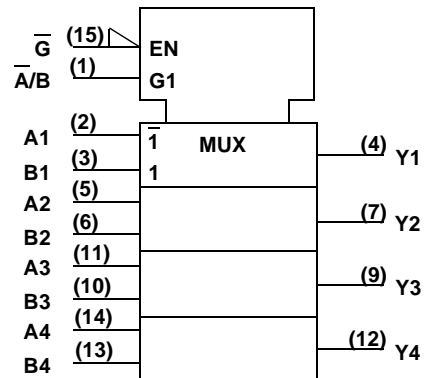 G̅ (15) EN
A̅/B (1) G1
A1 (2) 1̅ MUX (4) Y1
B1 (3) 1
A2 (5)
B2 (6) (7) Y2
A3 (11)
B3 (10) (9) Y3
A4 (14)
B4 (13) (12) Y4